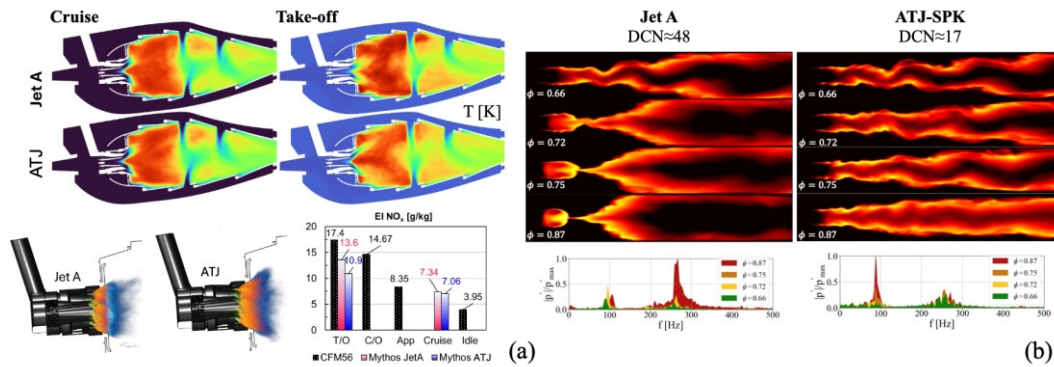 Cruise
Take-off
Jet A
T [K]
ATJ
Jet A
ATJ
EI NOx [g/kg]
20
15
10
5
0
17.4
13.6
10.9
14.67
8.35
7.34
7.06
3.95
T/O C/O App Cruise Idle
CFM56 Mythos JetA Mythos ATJ
(a)
Jet A
DCN≈48
ϕ = 0.66
ϕ = 0.72
ϕ = 0.75
ϕ = 0.87
|p'|/p'max
1.0
0.5
0.0
ϕ=0.87
ϕ=0.75
ϕ=0.72
ϕ=0.66
0 100 200 300 400 500
f [Hz]
ATJ-SPK
DCN≈17
ϕ = 0.66
ϕ = 0.72
ϕ = 0.75
ϕ = 0.87
|p'|/p'max
1.0
0.5
0.0
ϕ=0.87
ϕ=0.75
ϕ=0.72
ϕ=0.66
0 100 200 300 400 500
f [Hz]
(b)